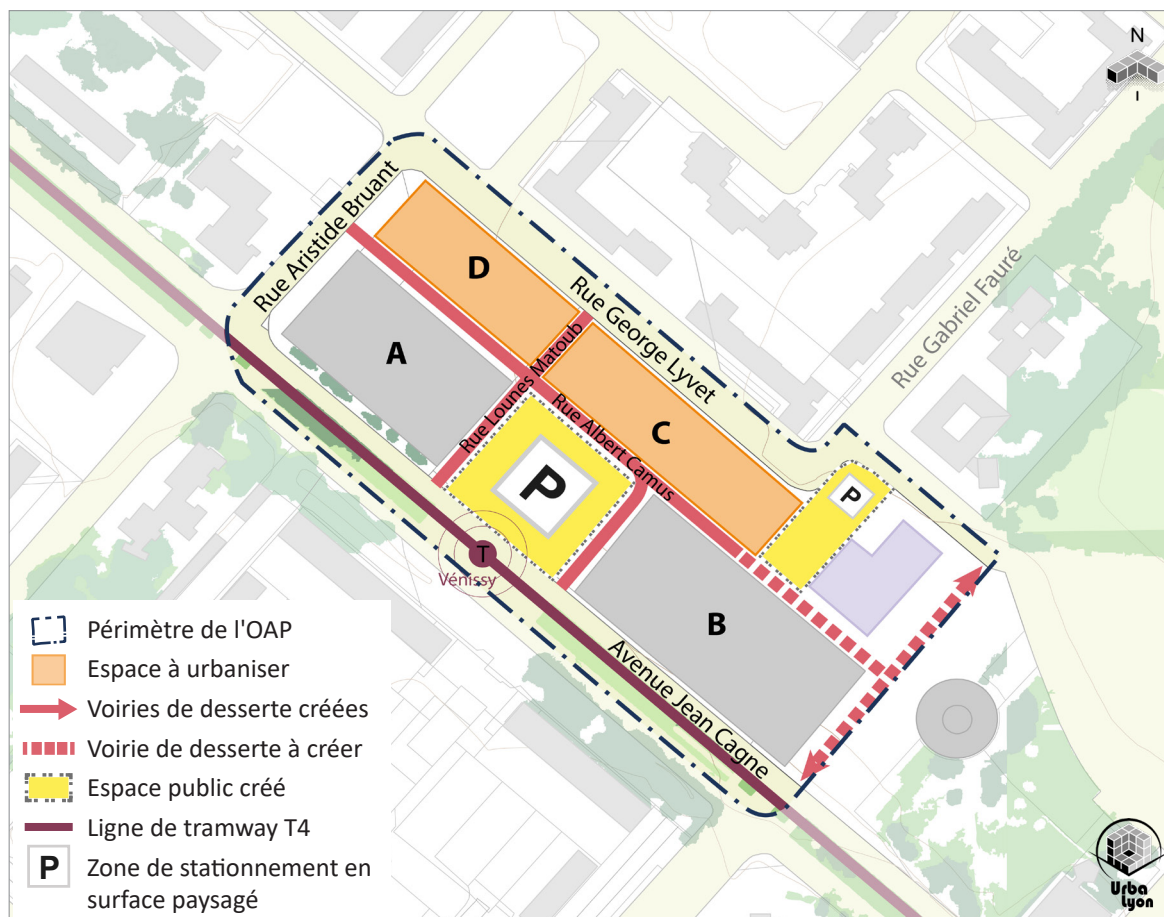 N
Rue Aristide Bruant
D
Rue George Lyvet
Rue Gabriel Fauré
A
Rue Lounes Matoub
Rue Albert Camus
C
P
P
T
Vénissy
B
Avenue Jean Cagne
Périmètre de l'OAP
Espace à urbaniser
Voiries de desserte créées
Voirie de desserte à créer
Espace public créé
Ligne de tramway T4
P
Zone de stationnement en
surface paysagé
Urba
Lyon